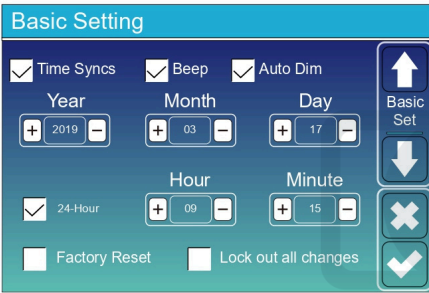 Basic Setting
Time Syncs Beep Auto Dim
Year Month Day
+ 2019 − + 03 − + 17 −
Basic
Set
Hour Minute
24-Hour + 09 − + 15 −
Factory Reset Lock out all changes